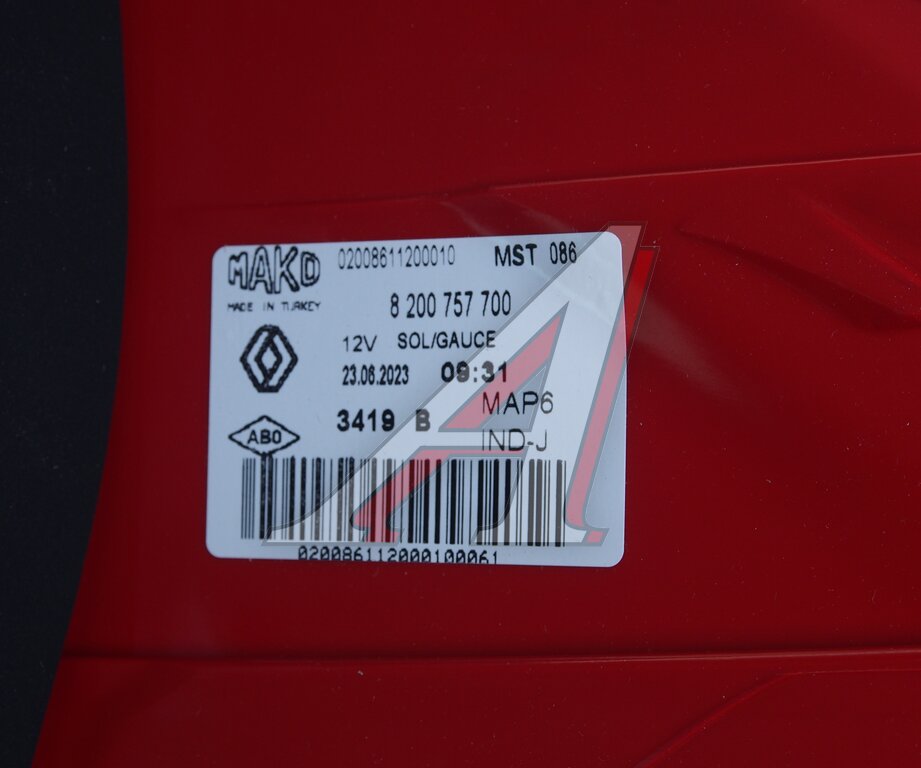 MAKO 02008611200010 MST 086
MADE IN TURKEY
8 200 757 700
12V SOL/GAUCE
23.06.2023 09:31
3419 B MAP6
ABO IND-J
020086112000100061